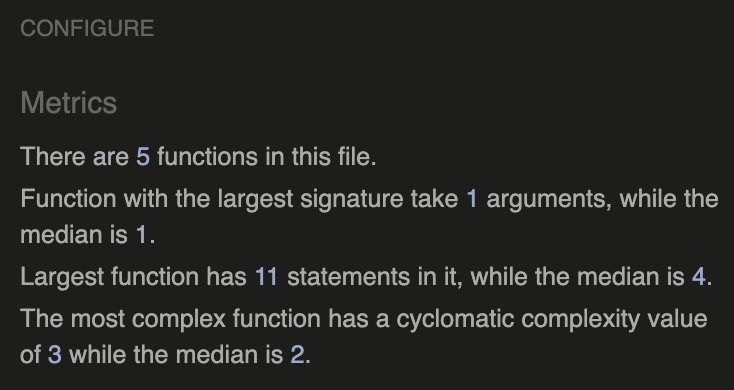 CONFIGURE
Metrics
There are 5 functions in this file.
Function with the largest signature take 1 arguments, while the
median is 1.
Largest function has 11 statements in it, while the median is 4.
The most complex function has a cyclomatic complexity value
of 3 while the median is 2.